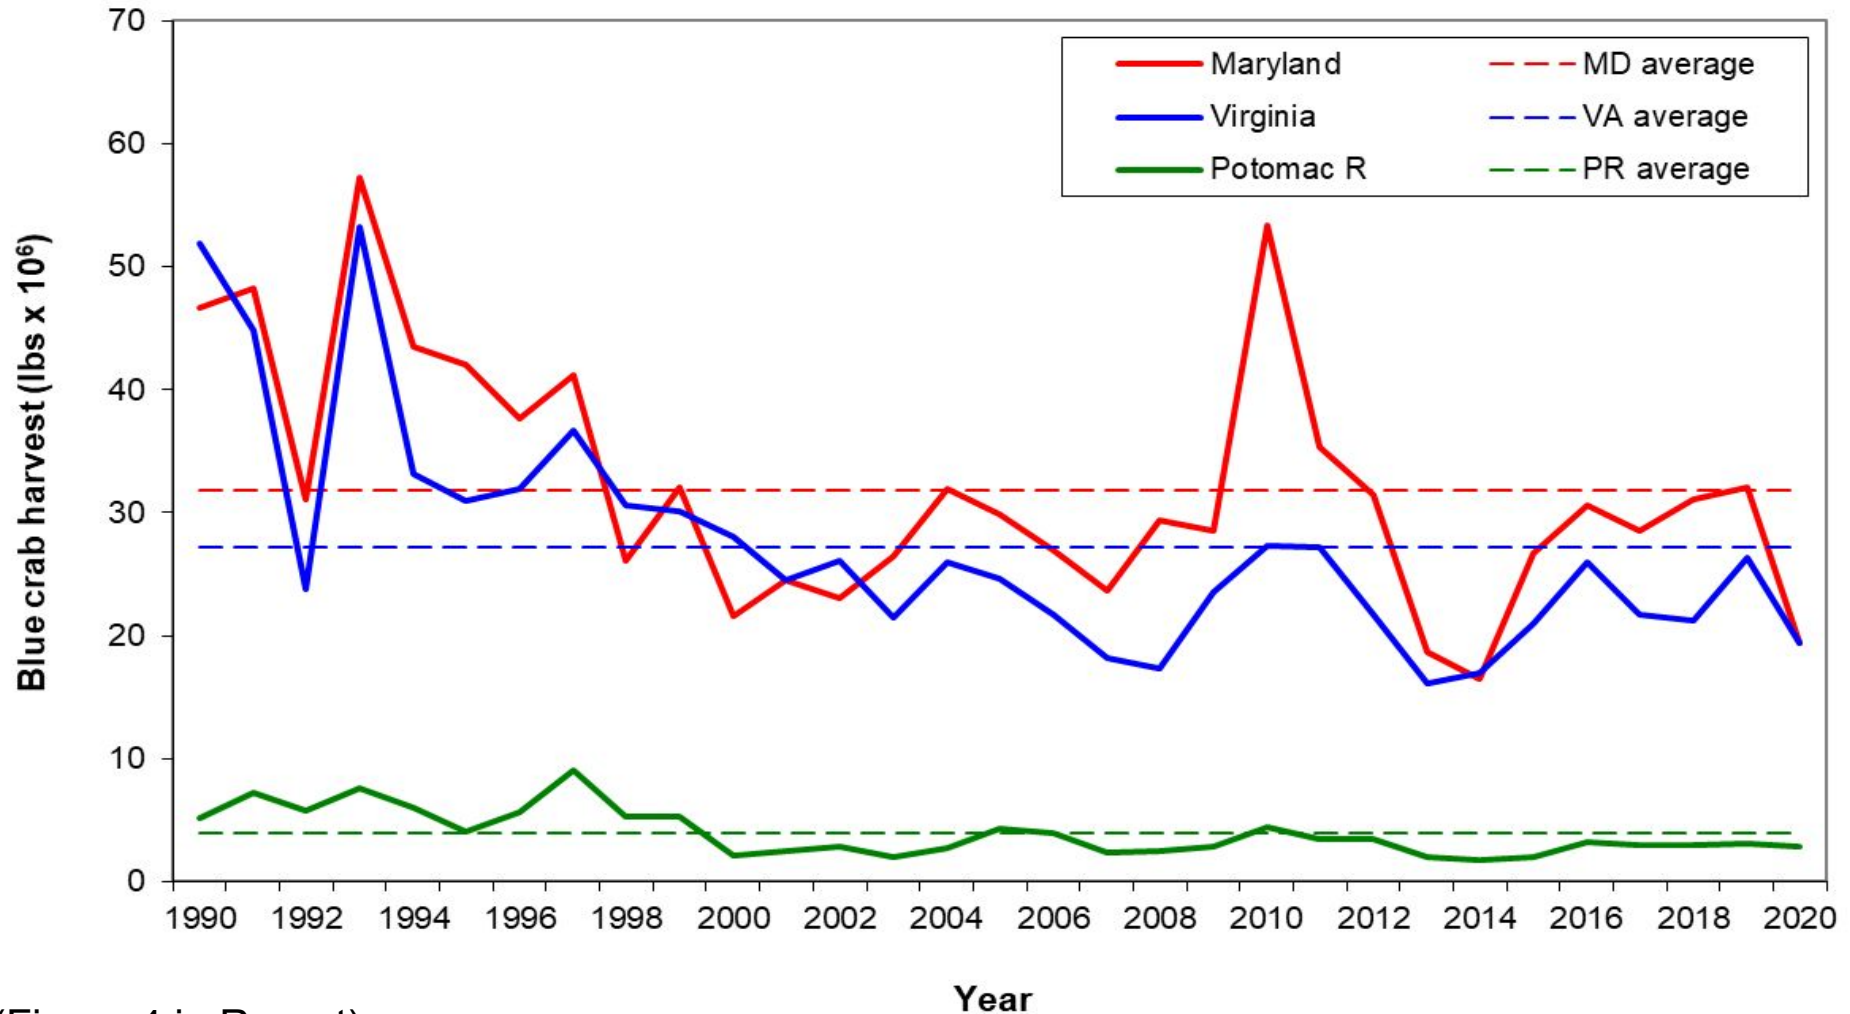 70
60
50
40
30
20
10
0
Blue crab harvest (lbs x 10⁶)
Maryland
MD average
Virginia
VA average
Potomac R
PR average
1990 1992 1994 1996 1998 2000 2002 2004 2006 2008 2010 2012 2014 2016 2018 2020
Year